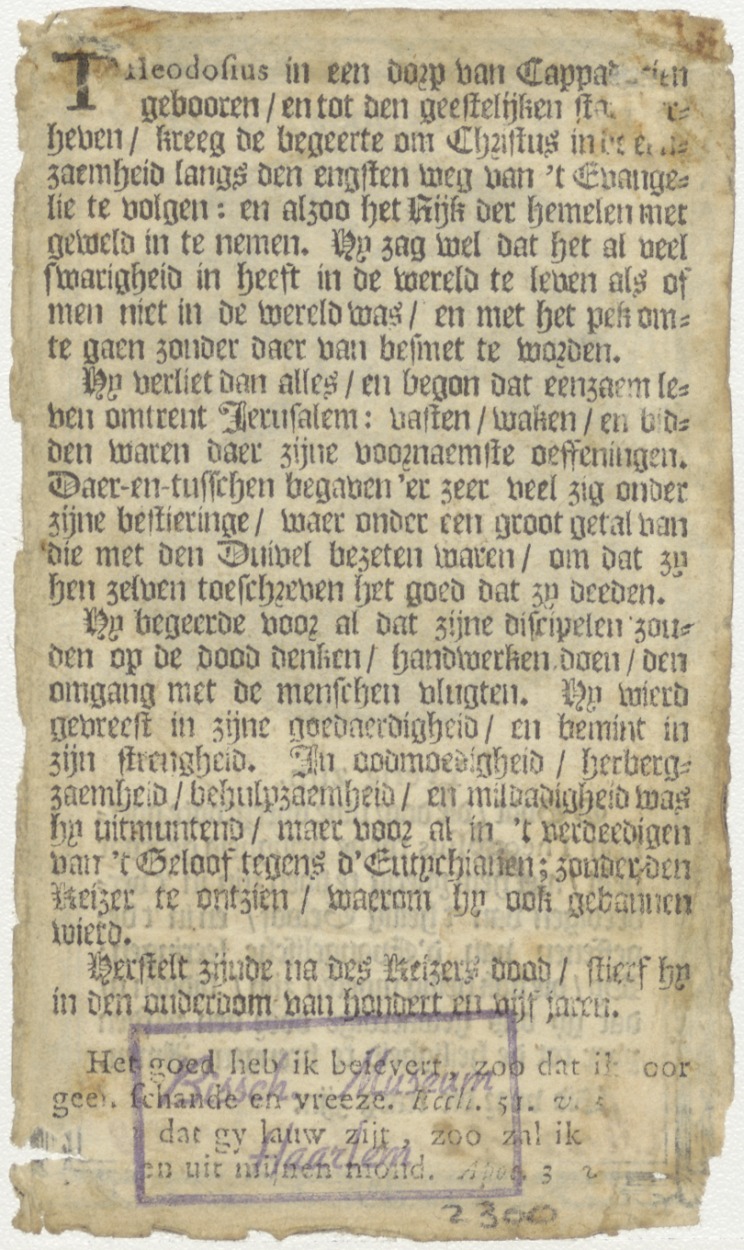 THeodosius in een dorp van
gebooren / en tot den geestelijken
heven / kreeg de begeerte om Christus in
zaemheid langs den engsten weg van 't Evange-
lie te volgen : en alzoo het Rijk der hemelen met
geweld in te nemen. Hy zag wel dat het al veel
swarigheid in heeft in de wereld te leven als of
men niet in de wereld was / en met het pek om-
te gaen zonder daer van besmet te worden.
Hy verliet dan alles / en begon dat eenzaem le-
ven omtrent Jerusalem : vasten / waken / en bid-
den waren daer zijne voornaemste oeffeningen.
Daer-en-tusschen begaven 'er zeer veel zig onder
zijne bestieringe / waer onder een groot getal van
die met den Duivel bezeten waren / om dat zy
hen zelven toeschreven het goed dat zy deeden.
Hy begeerde voor al dat zijne discipelen zou-
den op de dood denken / handwerken doen / den
omgang met de menschen vlugten. Hy wierd
gevreest in zijne goedaerdigheid / en bemint in
zijn strengheid. In oodmoedigheid / herberg-
zaemheid / behulpzaemheid / en mildadigheid was
hy uitmuntend / maer voor al in 't verdeedigen
van 't Geloof tegens d'Eutychianen ; zonder den
Keizer te ontzien / waerom hy ook gebannen
wierd.
Herstelt zijnde na des Keizers dood / stierf hy
in den ouderdom van hondert en vijf jaren.
Het goed heb ik belevert, zoo dat ik oor
schande en vreeze. Eccli. 51. v.
dat gy lauw zijt, zoo zal ik
en uit mijnen mond. Apoc. 3
Bissch. Museum
Haarlem
2300